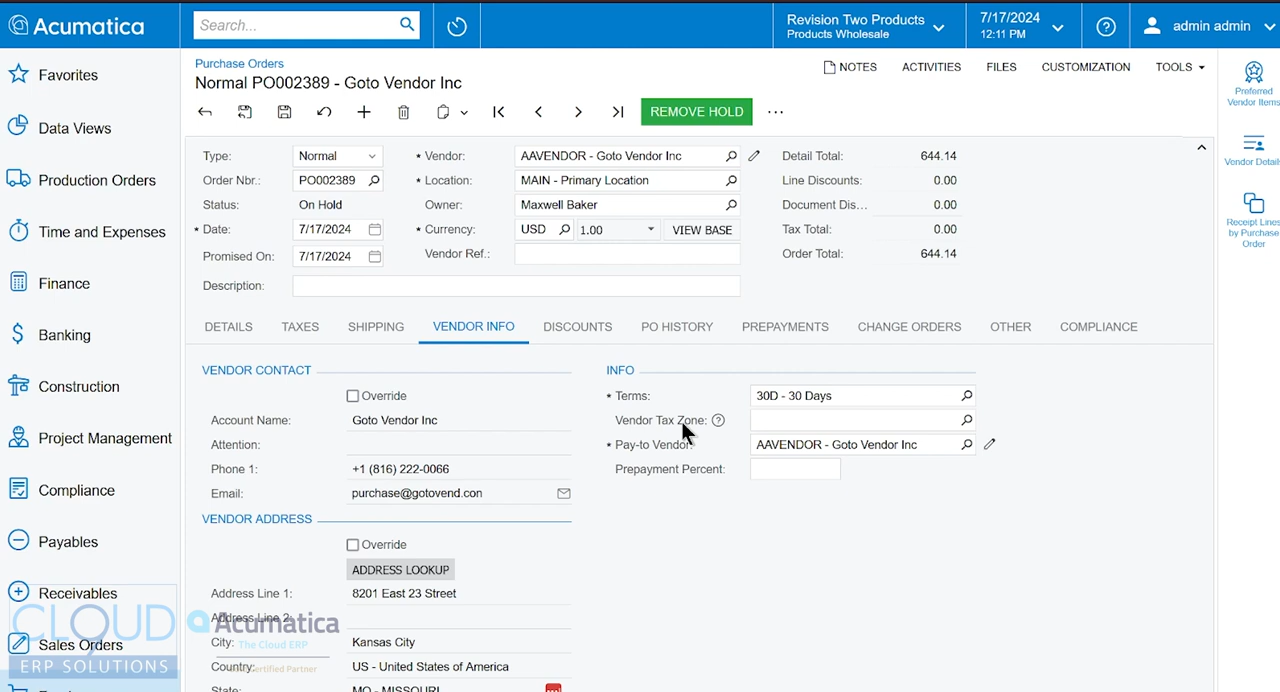 Acumatica
Search...
Revision Two Products
Products Wholesale
7/17/2024
12:11 PM
admin admin
Favorites
Data Views
Production Orders
Time and Expenses
Finance
Banking
Construction
Project Management
Compliance
Payables
Receivables
Sales Orders
Purchase Orders
Normal PO002389 - Goto Vendor Inc
NOTES ACTIVITIES FILES CUSTOMIZATION TOOLS
REMOVE HOLD
Preferred
Vendor Items
Vendor Details
Receipt Lines
by Purchase
Order
Type: Normal * Vendor: AAVENDOR - Goto Vendor Inc Detail Total: 644.14
Order Nbr.: PO002389 * Location: MAIN - Primary Location Line Discounts: 0.00
Status: On Hold Owner: Maxwell Baker Document Dis... 0.00
* Date: 7/17/2024 * Currency: USD 1.00 VIEW BASE Tax Total: 0.00
Promised On: 7/17/2024 Vendor Ref.: Order Total: 644.14
Description:
DETAILS TAXES SHIPPING VENDOR INFO DISCOUNTS PO HISTORY PREPAYMENTS CHANGE ORDERS OTHER COMPLIANCE
VENDOR CONTACT
Override
Account Name: Goto Vendor Inc
Attention:
Phone 1: +1 (816) 222-0066
Email: purchase@gotovend.con
VENDOR ADDRESS
Override
ADDRESS LOOKUP
Address Line 1: 8201 East 23 Street
Address Line 2:
City: Kansas City
Country: US - United States of America
State: MO - MISSOURI
INFO
* Terms: 30D - 30 Days
Vendor Tax Zone:
* Pay-to Vendor: AAVENDOR - Goto Vendor Inc
Prepayment Percent:
CLOUD
ERP SOLUTIONS
Acumatica
The Cloud ERP
Certified Partner